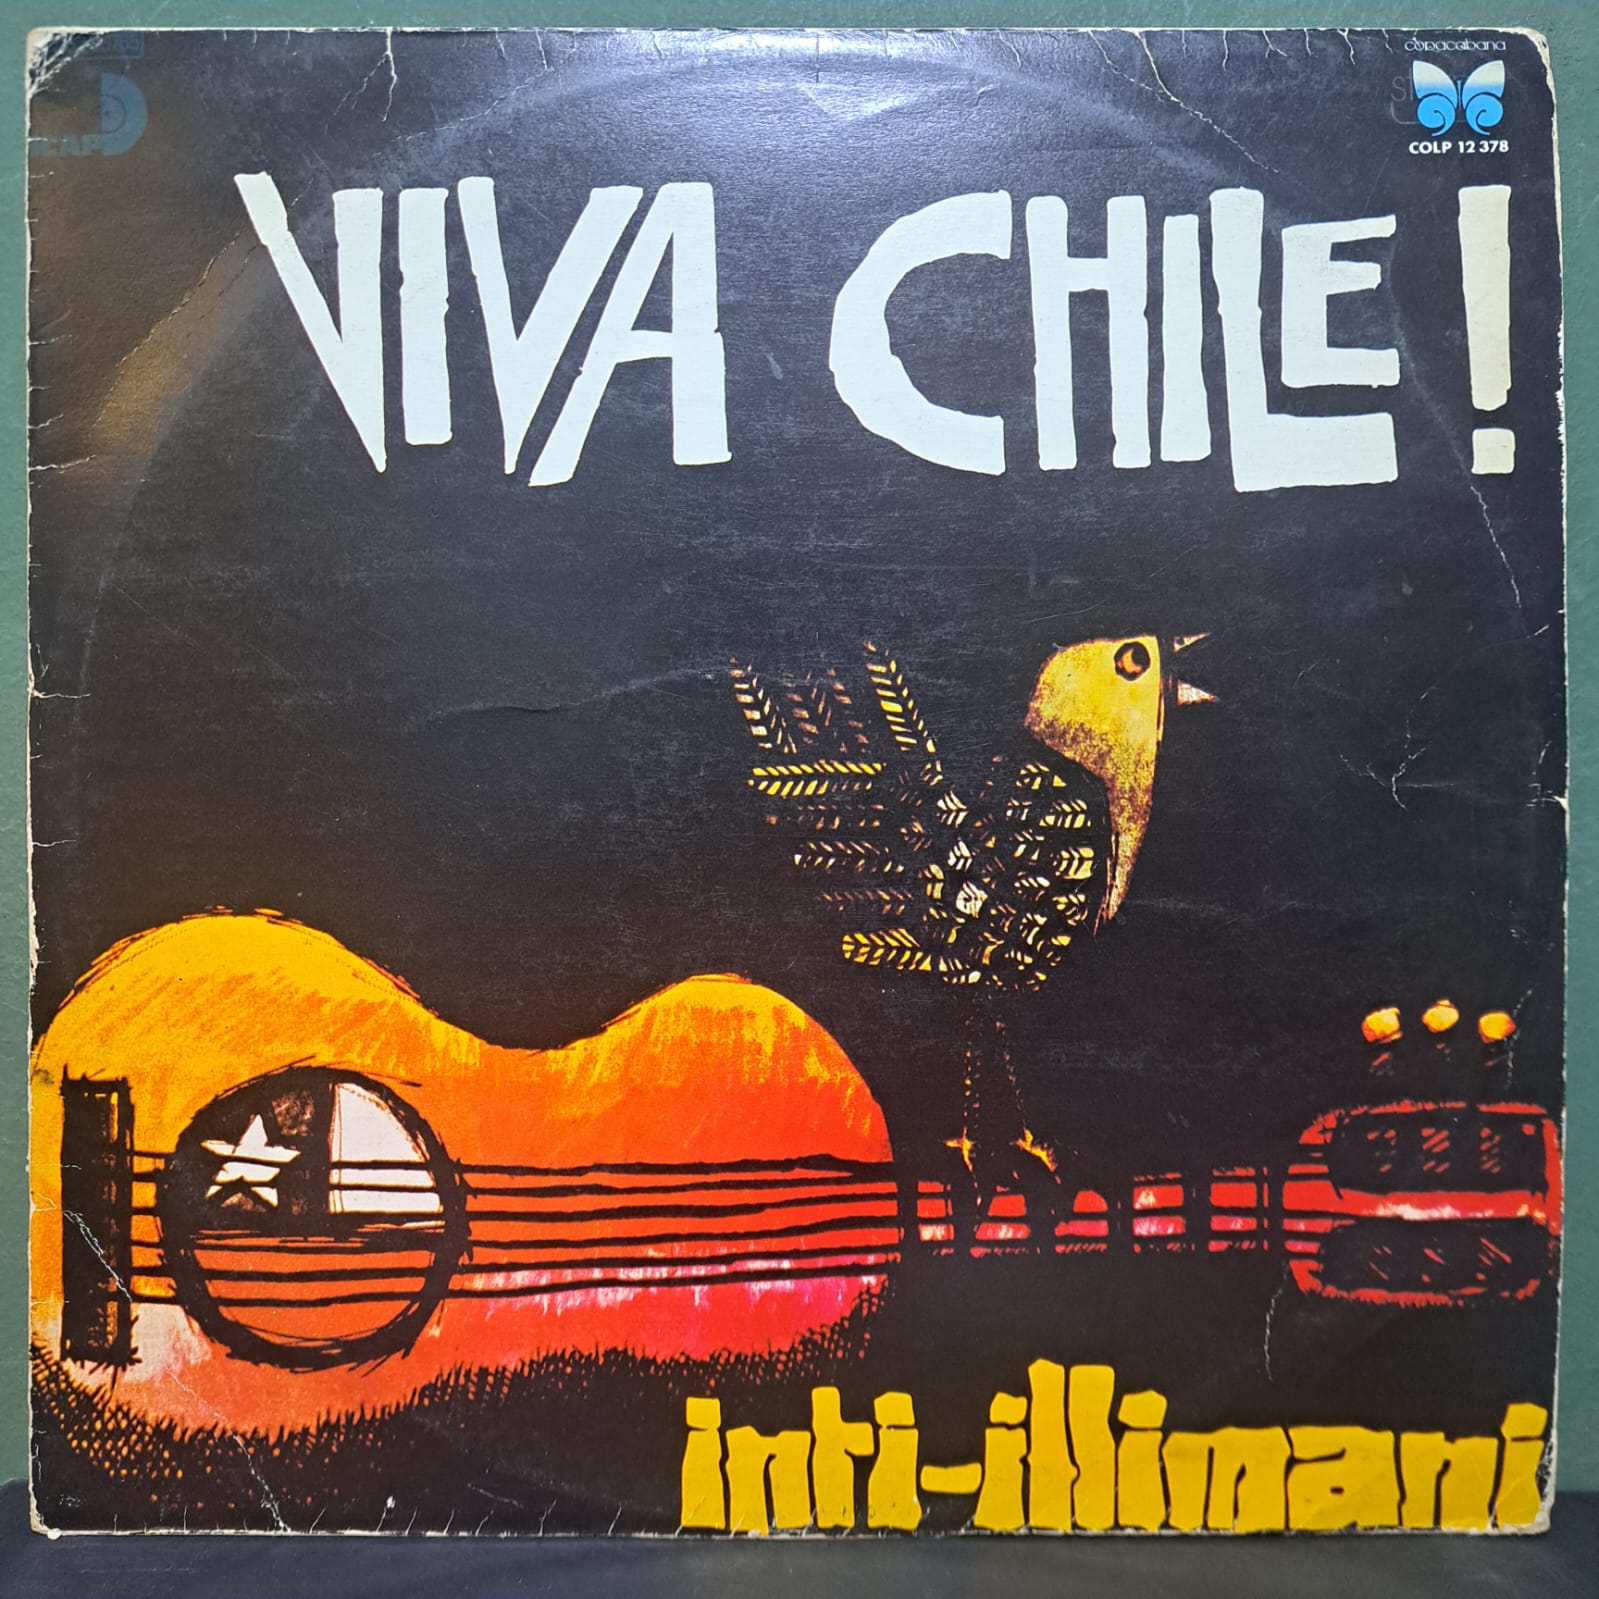 copacabana
COLP 12 378
VIVA CHILE!
inti-illimani